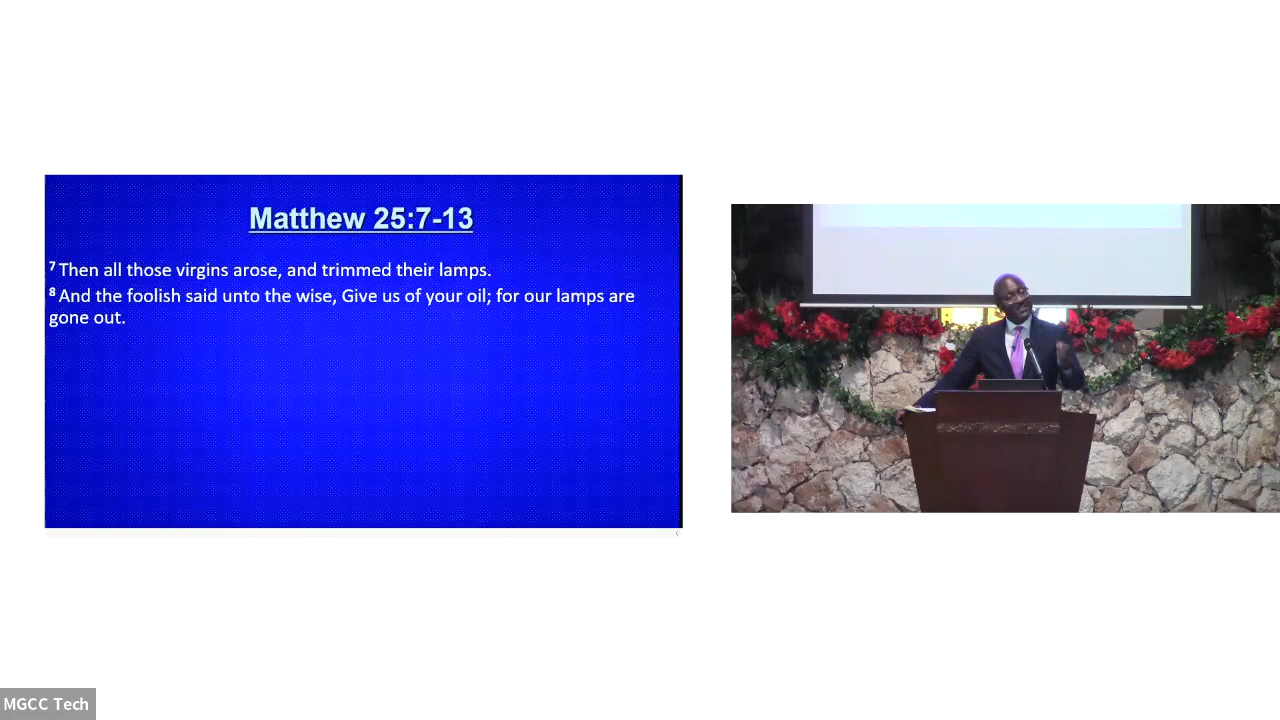 Matthew 25:7-13
7 Then all those virgins arose, and trimmed their lamps.
8 And the foolish said unto the wise, Give us of your oil; for our lamps are
gone out.
MGCC Tech